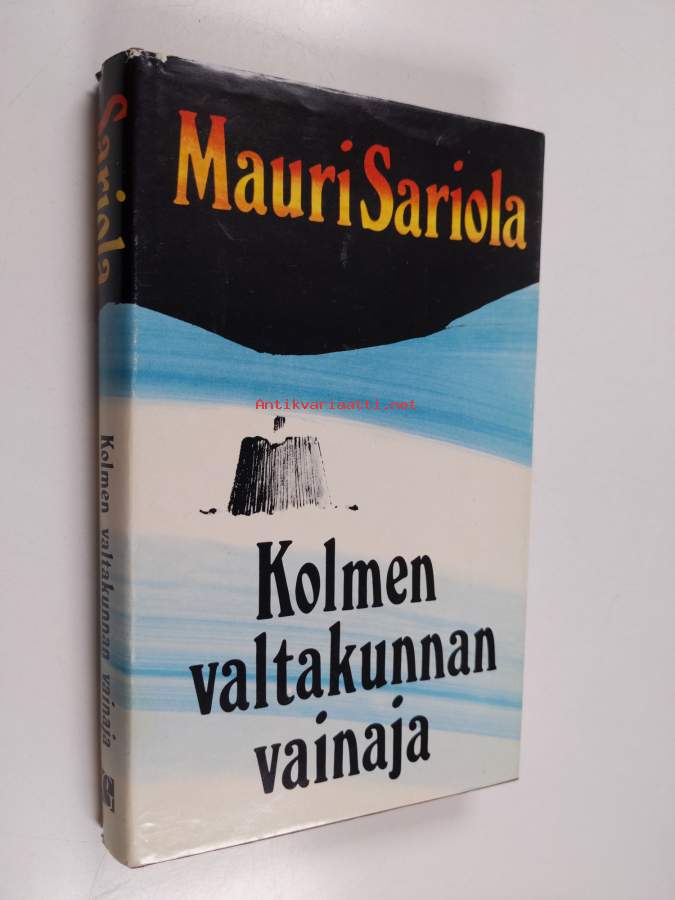 Mauri Sariola
Antikvariaatti.net
Kolmen
valtakunnan
vainaja
Sariola
Kolmen valtakunnan vainaja